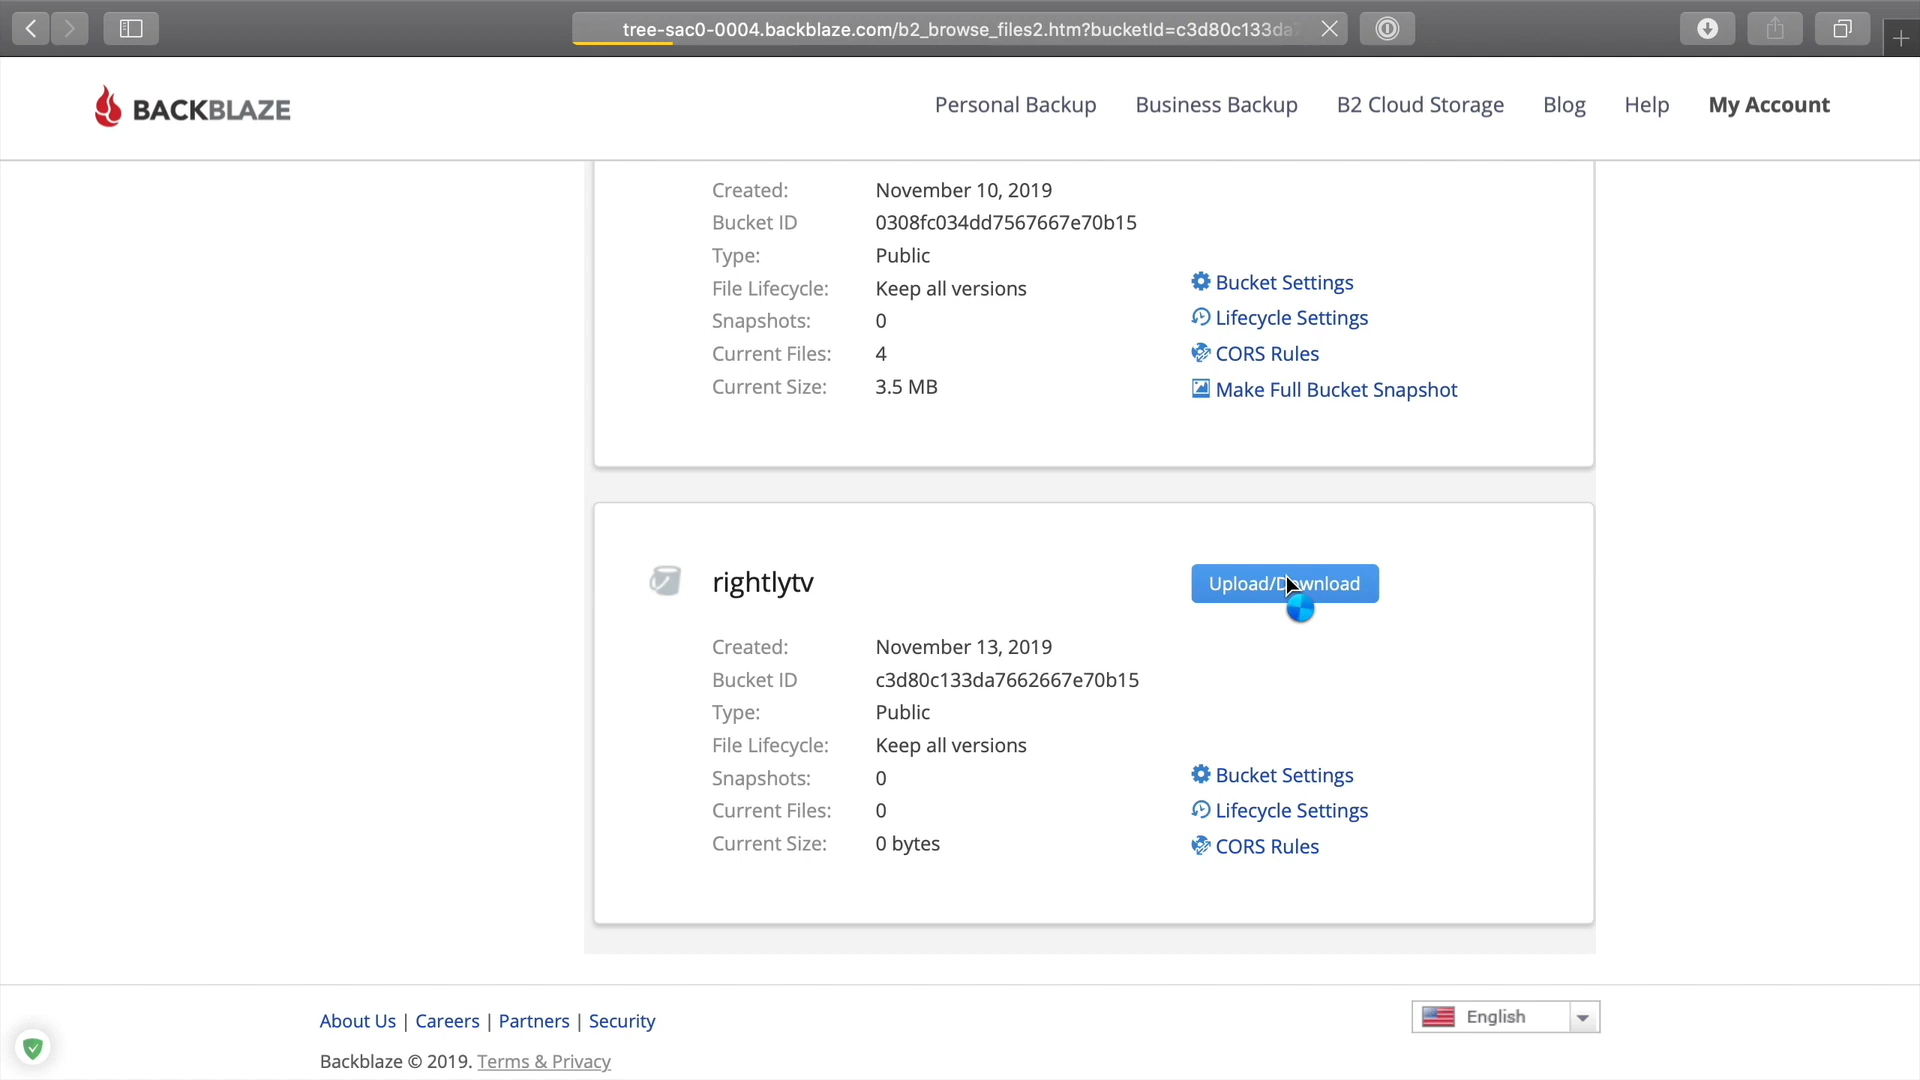 tree-sac0-0004.backblaze.com/b2_browse_files2.htm?bucketId=c3d80c133da7
BACKBLAZE
Personal Backup
Business Backup
B2 Cloud Storage
Blog
Help
My Account
Created: November 10, 2019
Bucket ID 0308fc034dd7567667e70b15
Type: Public
File Lifecycle: Keep all versions
Snapshots: 0
Current Files: 4
Current Size: 3.5 MB
Bucket Settings
Lifecycle Settings
CORS Rules
Make Full Bucket Snapshot
rightlytv
Upload/Download
Created: November 13, 2019
Bucket ID c3d80c133da7662667e70b15
Type: Public
File Lifecycle: Keep all versions
Snapshots: 0
Current Files: 0
Current Size: 0 bytes
Bucket Settings
Lifecycle Settings
CORS Rules
About Us | Careers | Partners | Security
English
Backblaze © 2019. Terms & Privacy